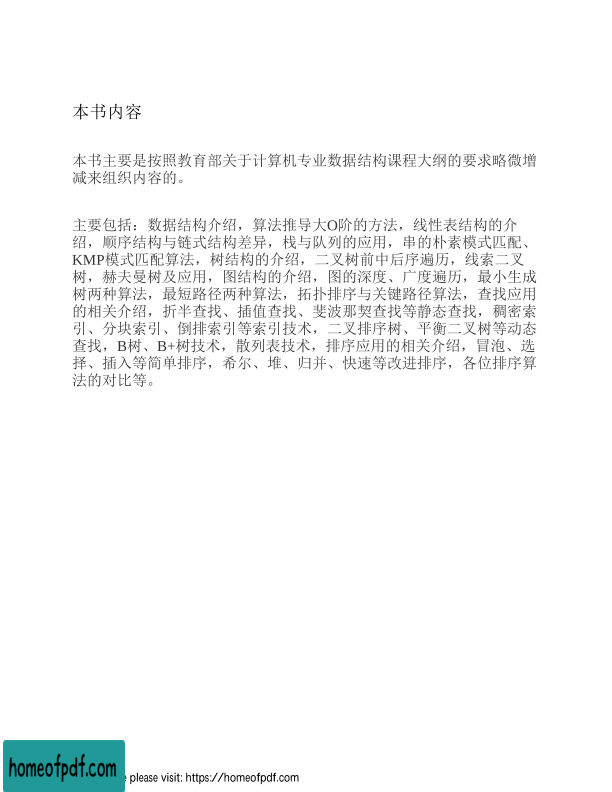 本书内容
本书主要是按照教育部关于计算机专业数据结构课程大纲的要求略微增
减来组织内容的。
主要包括：数据结构介绍，算法推导大O阶的方法，线性表结构的介
绍，顺序结构与链式结构差异，栈与队列的应用，串的朴素模式匹配、
KMP模式匹配算法，树结构的介绍，二叉树前中后序遍历，线索二叉
树，赫夫曼树及应用，图结构的介绍，图的深度、广度遍历，最小生成
树两种算法，最短路径两种算法，拓扑排序与关键路径算法，查找应用
的相关介绍，折半查找、插值查找、斐波那契查找等静态查找，稠密索
引、分块索引、倒排索引等索引技术，二叉排序树、平衡二叉树等动态
查找，B树、B+树技术，散列表技术，排序应用的相关介绍，冒泡、选
择、插入等简单排序，希尔、堆、归并、快速等改进排序，各位排序算
法的对比等。
homeofpdf.com
please visit: https://homeofpdf.com